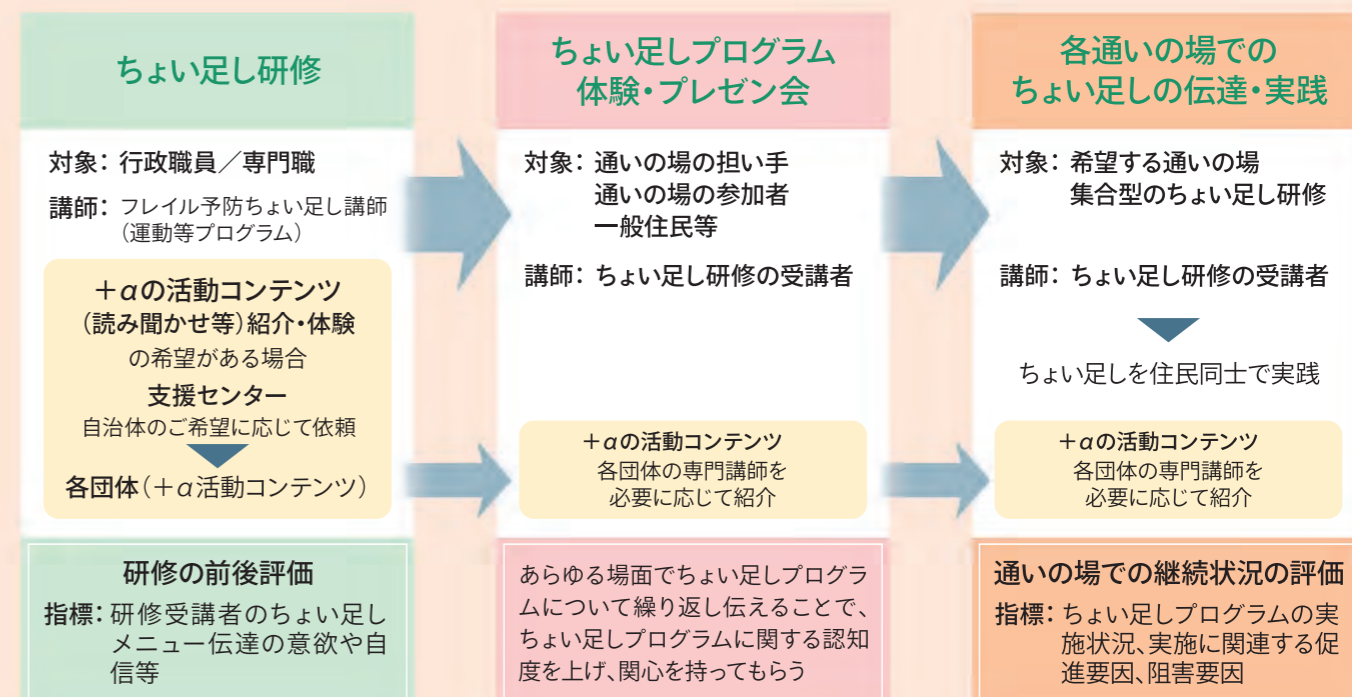 ちょい足し研修
対象：行政職員／専門職
講師：フレイル予防ちょい足し講師
（運動等プログラム）
＋αの活動コンテンツ
（読み聞かせ等）紹介・体験
の希望がある場合
支援センター
自治体のご希望に応じて依頼
各団体（＋α活動コンテンツ）
研修の前後評価
指標：研修受講者のちょい足し
メニュー伝達の意欲や自
信等
ちょい足しプログラム
体験・プレゼン会
対象：通いの場の担い手
通いの場の参加者
一般住民等
講師：ちょい足し研修の受講者
＋αの活動コンテンツ
各団体の専門講師を
必要に応じて紹介
あらゆる場面でちょい足しプログラ
ムについて繰り返し伝えることで、
ちょい足しプログラムに関する認知
度を上げ、関心を持ってもらう
各通いの場での
ちょい足しの伝達・実践
対象：希望する通いの場
集合型のちょい足し研修
講師：ちょい足し研修の受講者
ちょい足しを住民同士で実践
＋αの活動コンテンツ
各団体の専門講師を
必要に応じて紹介
通いの場での継続状況の評価
指標：ちょい足しプログラムの実
施状況、実施に関連する促
進要因、阻害要因